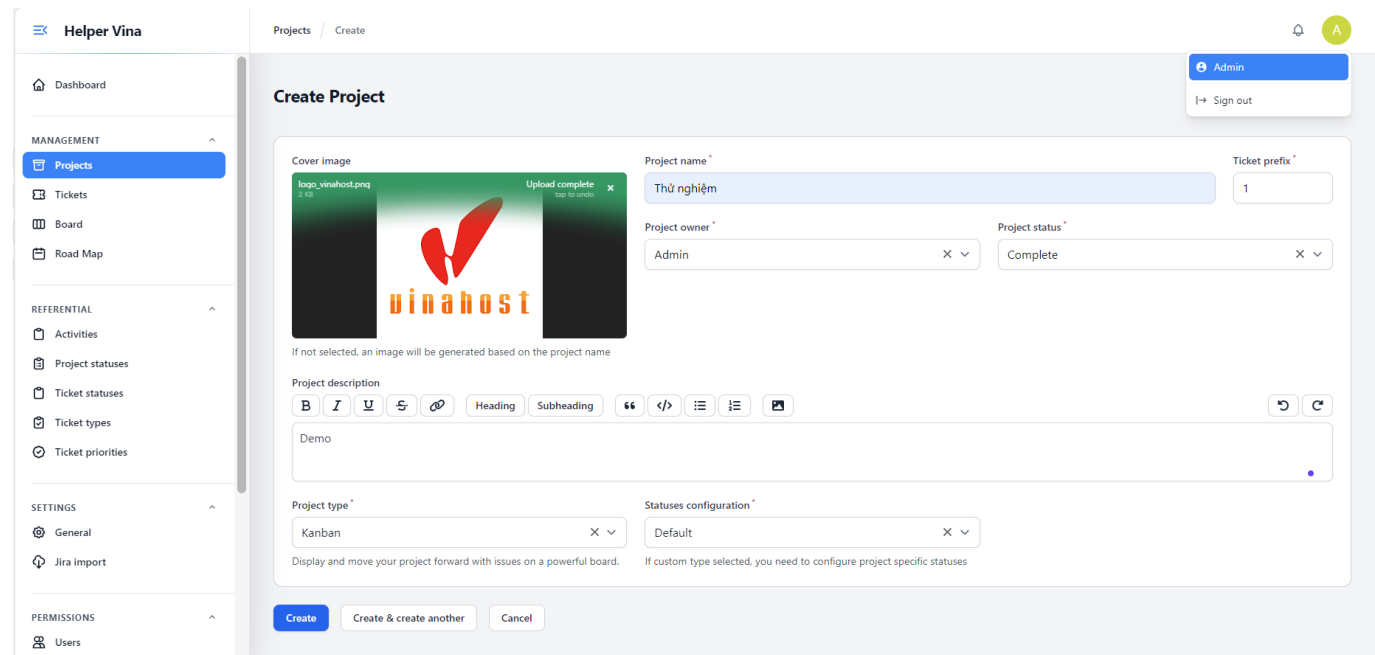 Helper Vina
Projects / Create
A
Admin
Sign out
Dashboard
MANAGEMENT
Projects
Tickets
Board
Road Map
REFERENTIAL
Activities
Project statuses
Ticket statuses
Ticket types
Ticket priorities
SETTINGS
General
Jira import
PERMISSIONS
Users
Create Project
Cover image
logo_vinahost.png Upload complete
2 KB tap to undo
vinahost
If not selected, an image will be generated based on the project name
Project name* Ticket prefix*
Thử nghiệm 1
Project owner* Project status*
Admin Complete
Project description
B I U S Heading Subheading
Demo
Project type* Statuses configuration*
Kanban Default
Display and move your project forward with issues on a powerful board. If custom type selected, you need to configure project specific statuses
Create Create & create another Cancel